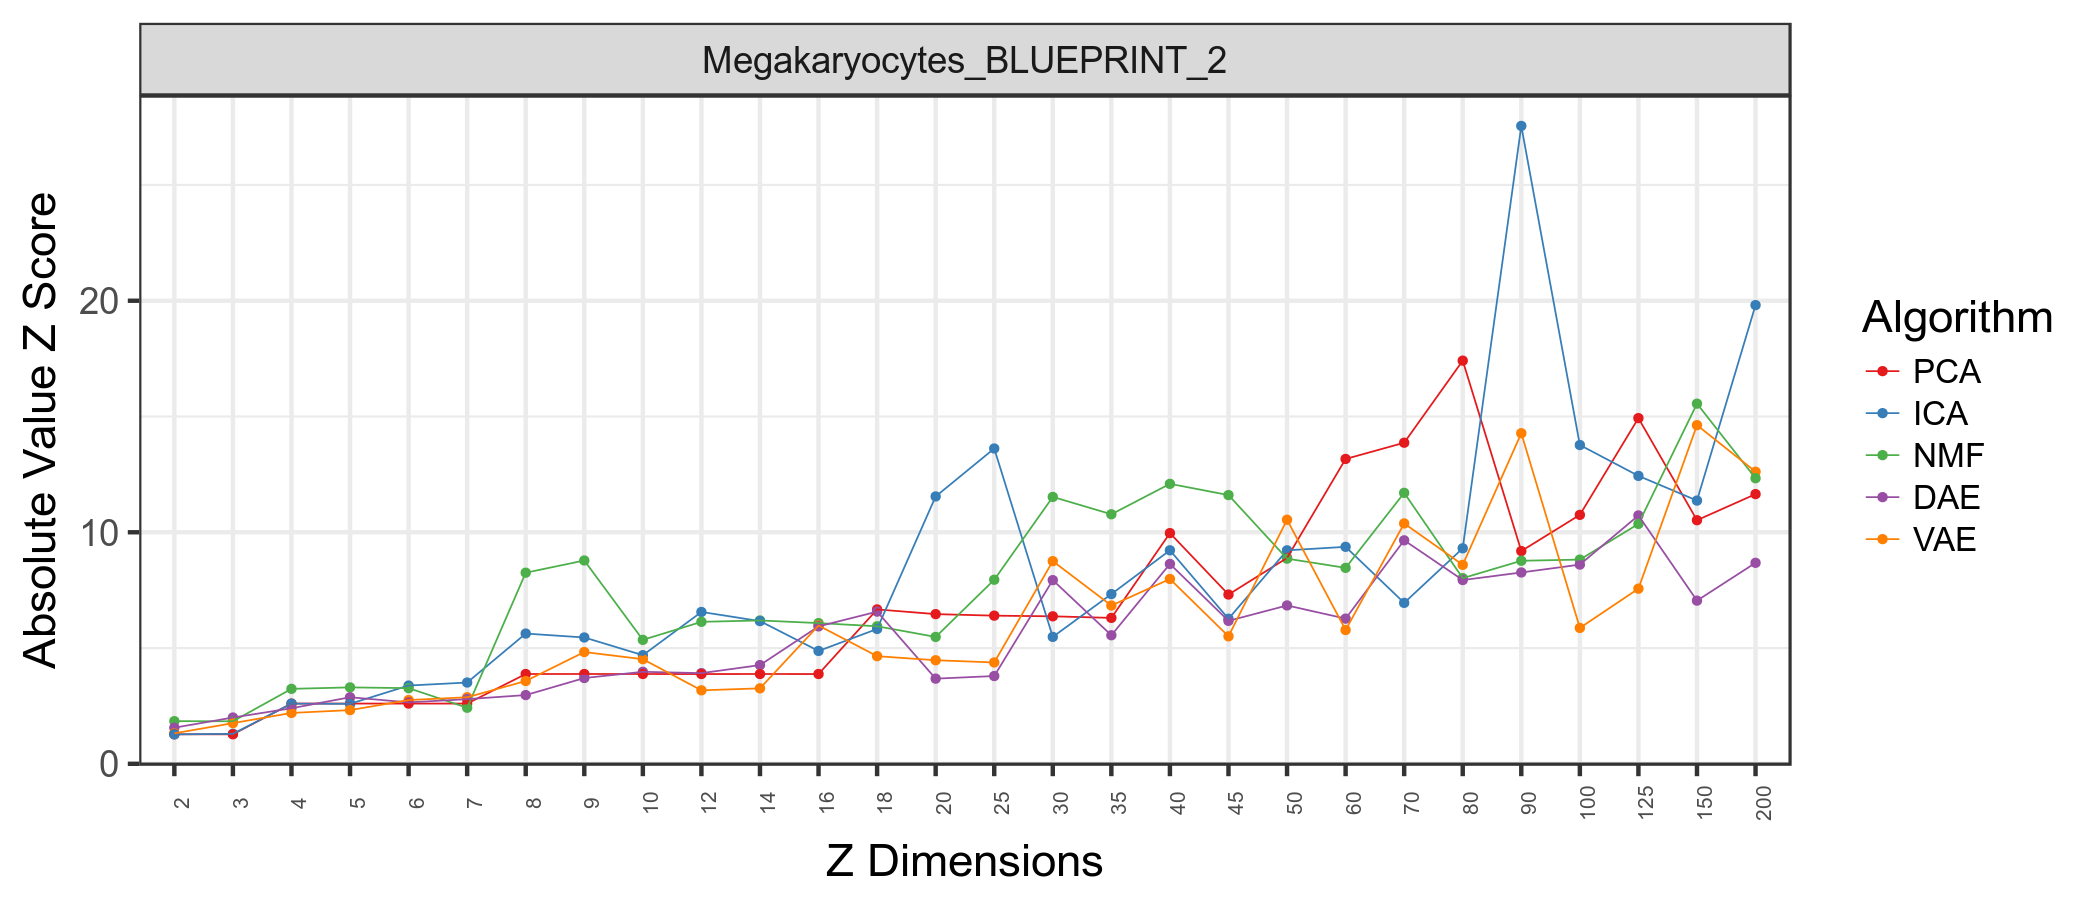 Megakaryocytes_BLUEPRINT_2
Absolute Value Z Score
20
10
0
2 3 4 5 6 7 8 9 10 12 14 16 18 20 25 30 35 40 45 50 60 70 80 90 100 125 150 200
Z Dimensions
Algorithm
PCA
ICA
NMF
DAE
VAE